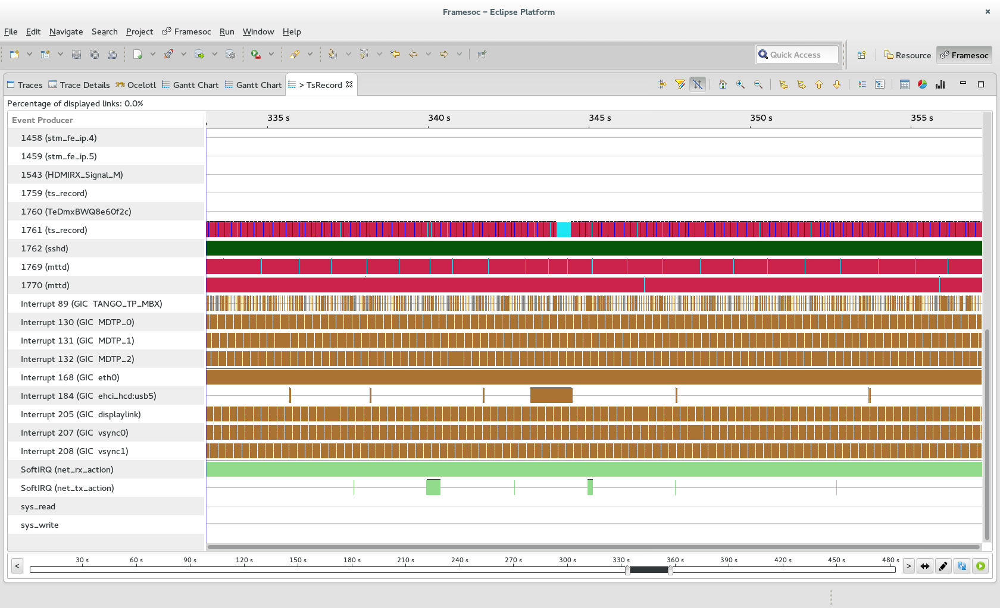 Framesoc – Eclipse Platform
File Edit Navigate Search Project Framesoc Run Window Help
Quick Access Resource Framesoc
Traces Trace Details Ocelotl Gantt Chart Gantt Chart > TsRecord
Percentage of displayed links: 0.0%
Event Producer 335 s 340 s 345 s 350 s 355 s
1458 (stm_fe_ip.4)
1459 (stm_fe_ip.5)
1543 (HDMIRX_Signal_M)
1759 (ts_record)
1760 (TeDmxBWQ8e60f2c)
1761 (ts_record)
1762 (sshd)
1769 (mttd)
1770 (mttd)
Interrupt 89 (GIC TANGO_TP_MBX)
Interrupt 130 (GIC MDTP_0)
Interrupt 131 (GIC MDTP_1)
Interrupt 132 (GIC MDTP_2)
Interrupt 168 (GIC eth0)
Interrupt 184 (GIC ehci_hcd:usb5)
Interrupt 205 (GIC displaylink)
Interrupt 207 (GIC vsync0)
Interrupt 208 (GIC vsync1)
SoftIRQ (net_rx_action)
SoftIRQ (net_tx_action)
sys_read
sys_write
< 30 s 60 s 90 s 120 s 150 s 180 s 210 s 240 s 270 s 300 s 330 s 360 s 390 s 420 s 450 s 480 s >